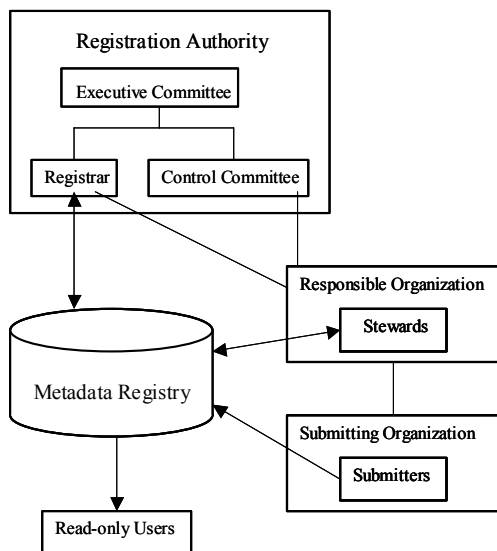 Registration Authority
Executive Committee
Registrar
Control Committee
Responsible Organization
Stewards
Metadata Registry
Submitting Organization
Submitters
Read-only Users